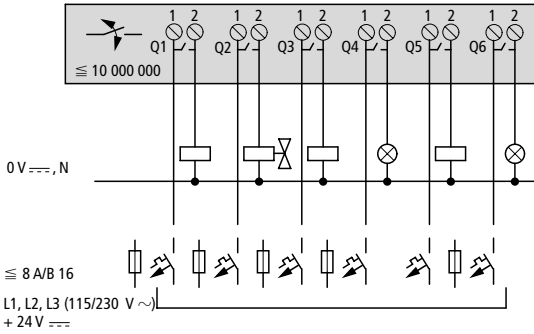 1 2 1 2 1 2 1 2 1 2 1 2
Q1 Q2 Q3 Q4 Q5 Q6
≦ 10 000 000
0 V ⎓, N
≦ 8 A/B 16
L1, L2, L3 (115/230 V ~)
+ 24 V ⎓